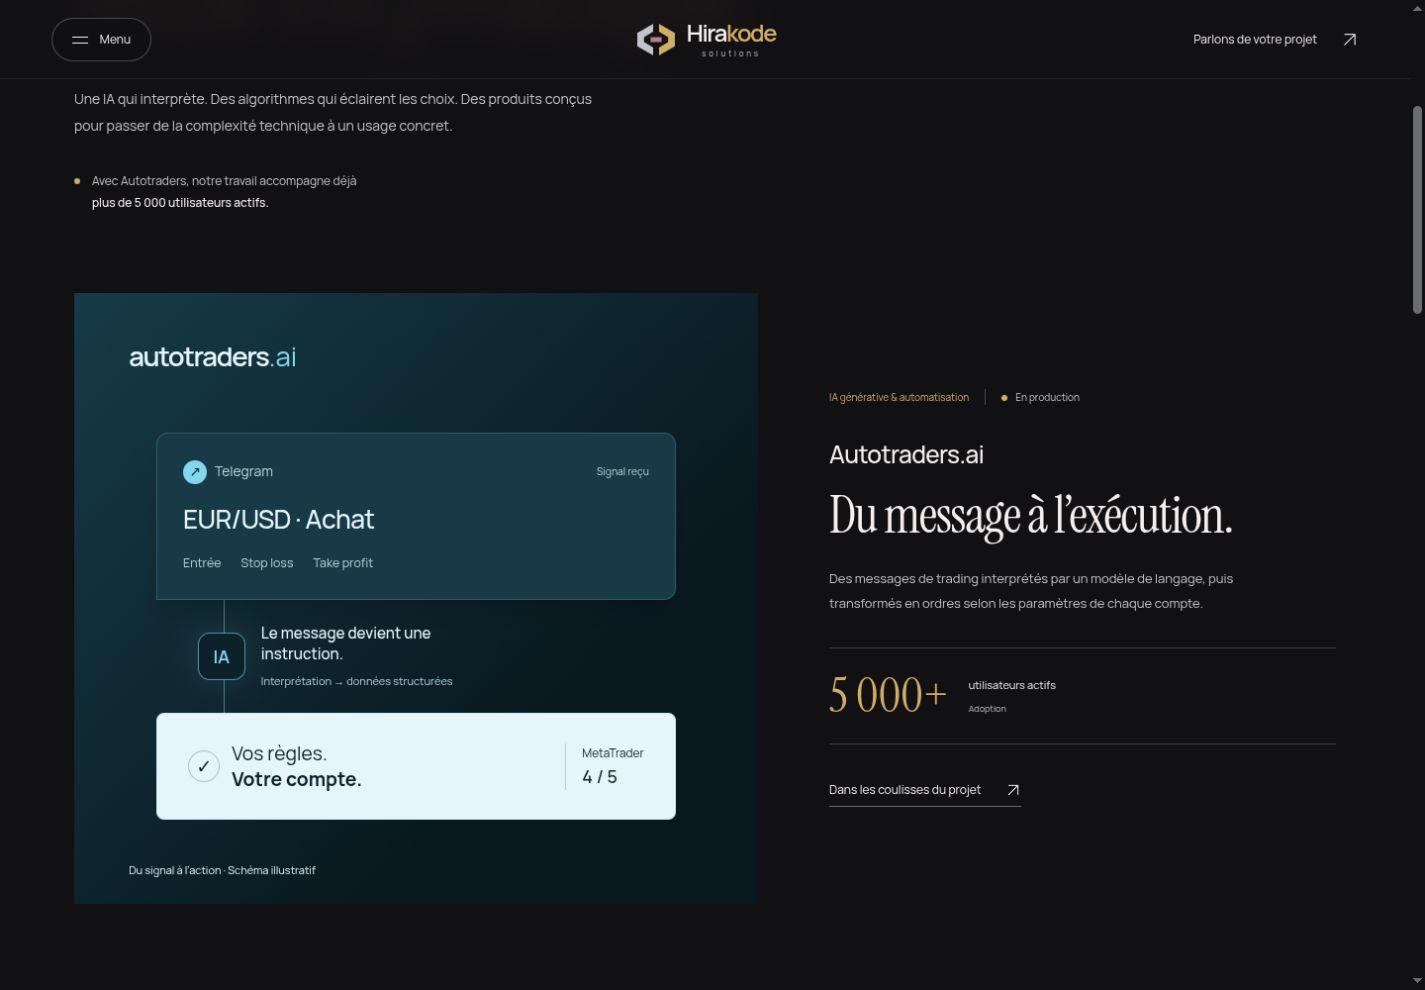 Menu
Hirakode
solutions
Parlons de votre projet
Une IA qui interprète. Des algorithmes qui éclairent les choix. Des produits conçus
pour passer de la complexité technique à un usage concret.
Avec Autotraders, notre travail accompagne déjà
plus de 5 000 utilisateurs actifs.
autotraders.ai
Telegram
Signal reçu
EUR/USD · Achat
Entrée Stop loss Take profit
IA
Le message devient une
instruction.
Interprétation → données structurées
Vos règles.
Votre compte.
MetaTrader
4 / 5
Du signal à l'action · Schéma illustratif
IA générative & automatisation
En production
Autotraders.ai
Du message à l’exécution.
Des messages de trading interprétés par un modèle de langage, puis
transformés en ordres selon les paramètres de chaque compte.
5 000+
utilisateurs actifs
Adoption
Dans les coulisses du projet